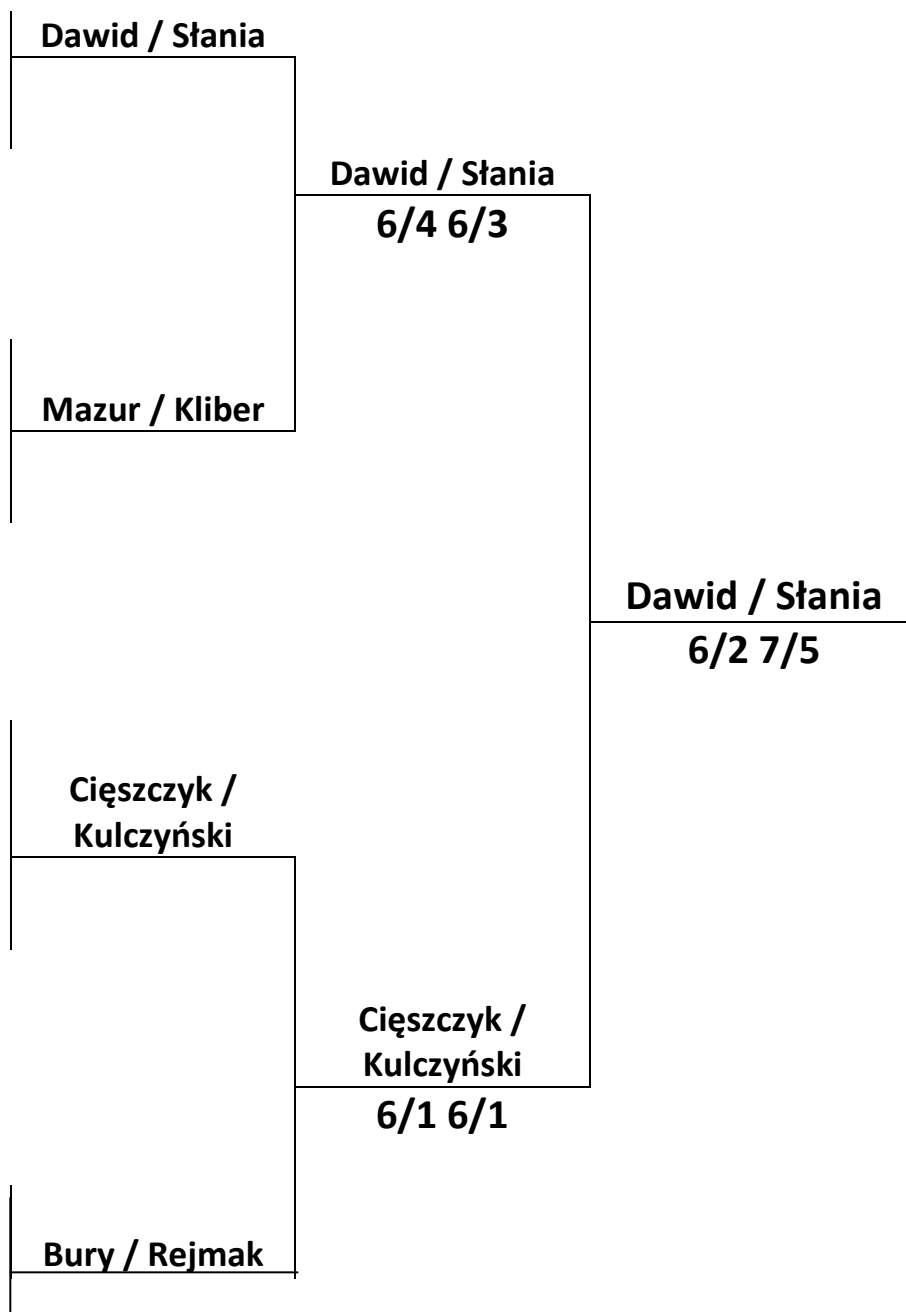 Dawid / Słania
Dawid / Słania
6/4 6/3
Mazur / Kliber
Dawid / Słania
6/2 7/5
Cięszczyk /
Kulczyński
Cięszczyk /
Kulczyński
6/1 6/1
Bury / Rejmak